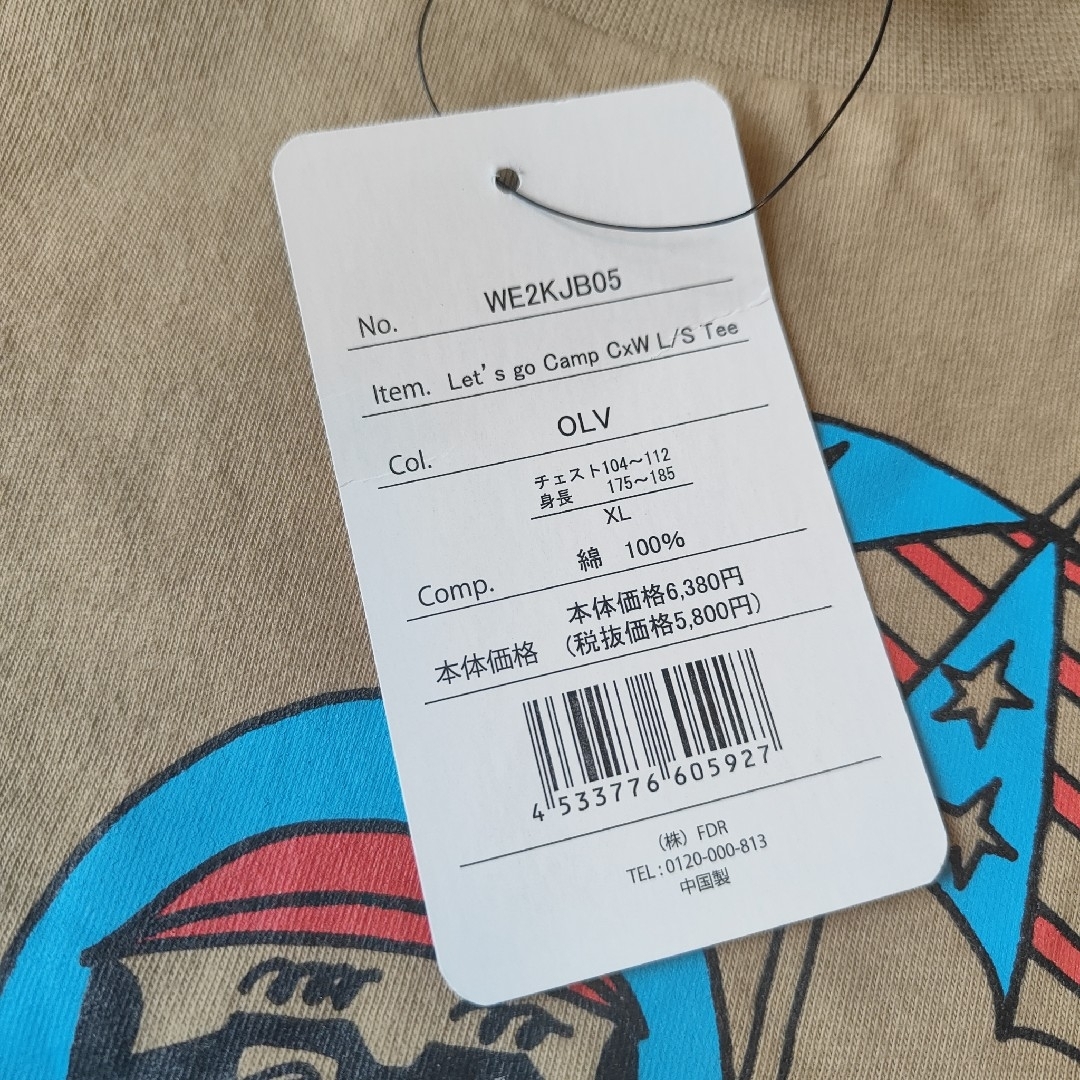 No. WE2KJB05
Item. Let's go Camp CxW L/S Tee
Col. OLV
チェスト104～112
身長 175～185
XL
Comp. 綿 100%
本体価格6,380円
本体価格 (税抜価格5,800円)
4 533776 605927
（株）FDR
TEL : 0120-000-813
中国製